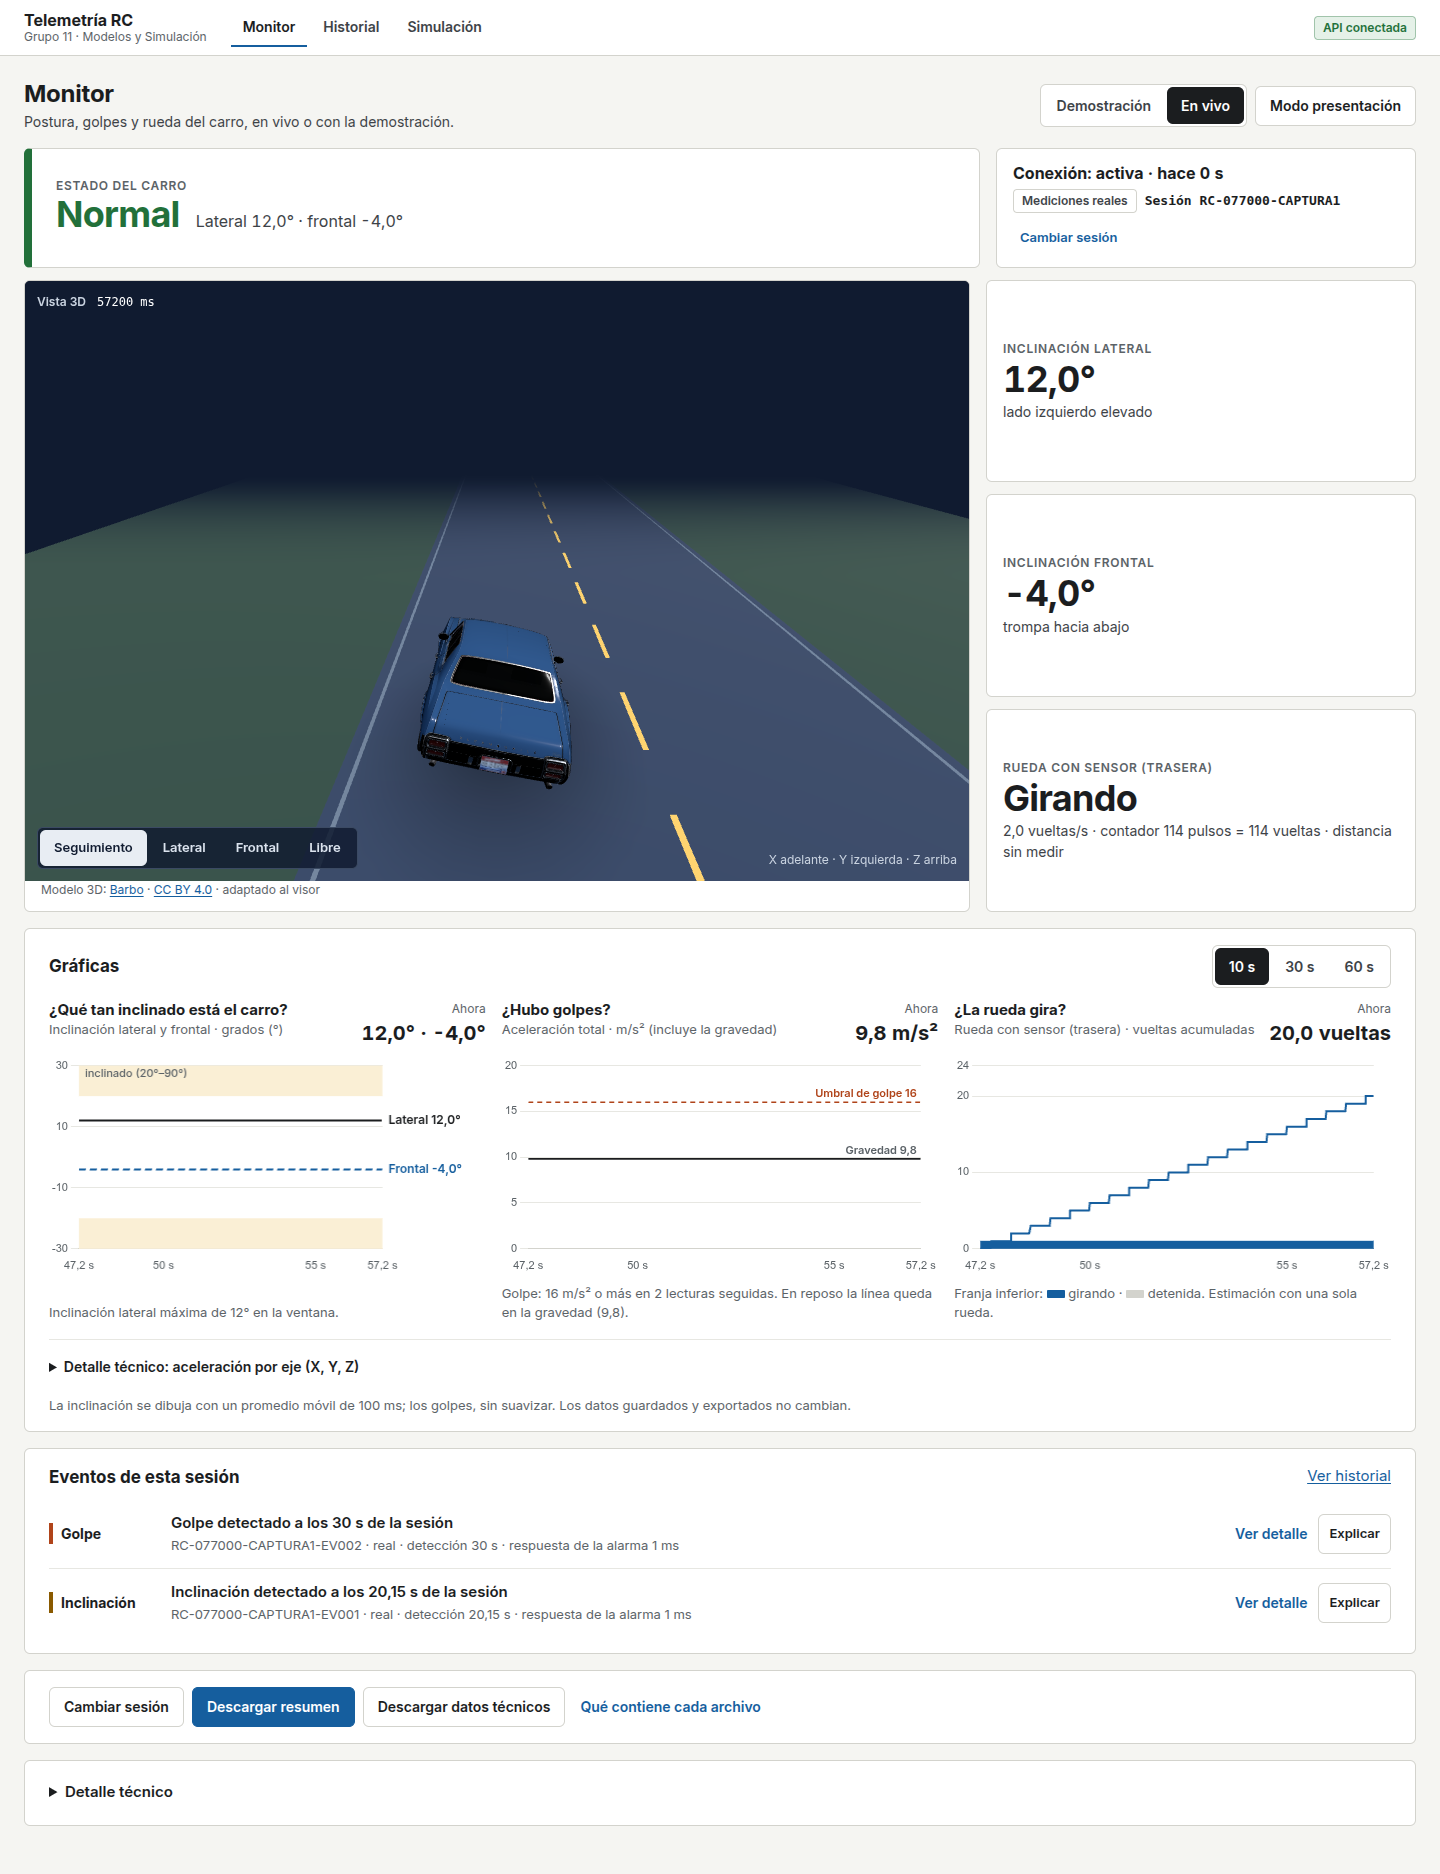 Telemetría RC
Grupo 11 · Modelos y Simulación
Monitor
Historial
Simulación
API conectada
Monitor
Postura, golpes y rueda del carro, en vivo o con la demostración.
Demostración
En vivo
Modo presentación
ESTADO DEL CARRO
Normal Lateral 12,0° · frontal -4,0°
Conexión: activa · hace 0 s
Mediciones reales Sesión RC-077000-CAPTURA1
Cambiar sesión
Vista 3D 57200 ms
Seguimiento
Lateral
Frontal
Libre
X adelante · Y izquierda · Z arriba
Modelo 3D: Barbo · CC BY 4.0 · adaptado al visor
INCLINACIÓN LATERAL
12,0°
lado izquierdo elevado
INCLINACIÓN FRONTAL
-4,0°
trompa hacia abajo
RUEDA CON SENSOR (TRASERA)
Girando
2,0 vueltas/s · contador 114 pulsos = 114 vueltas · distancia
sin medir
Gráficas
10 s
30 s
60 s
¿Qué tan inclinado está el carro?
Inclinación lateral y frontal · grados (°)
Ahora
12,0° · -4,0°
30
10
-10
-30
inclinado (20°–90°)
Lateral 12,0°
Frontal -4,0°
47,2 s
50 s
55 s
57,2 s
Inclinación lateral máxima de 12° en la ventana.
¿Hubo golpes?
Aceleración total · m/s² (incluye la gravedad)
Ahora
9,8 m/s²
20
15
10
5
0
Umbral de golpe 16
Gravedad 9,8
47,2 s
50 s
55 s
57,2 s
Golpe: 16 m/s² o más en 2 lecturas seguidas. En reposo la línea queda
en la gravedad (9,8).
¿La rueda gira?
Rueda con sensor (trasera) · vueltas acumuladas
Ahora
20,0 vueltas
24
20
10
0
47,2 s
50 s
55 s
57,2 s
Franja inferior: girando · detenida. Estimación con una sola
rueda.
Detalle técnico: aceleración por eje (X, Y, Z)
La inclinación se dibuja con un promedio móvil de 100 ms; los golpes, sin suavizar. Los datos guardados y exportados no cambian.
Eventos de esta sesión
Ver historial
Golpe
Golpe detectado a los 30 s de la sesión
RC-077000-CAPTURA1-EV002 · real · detección 30 s · respuesta de la alarma 1 ms
Ver detalle
Explicar
Inclinación
Inclinación detectado a los 20,15 s de la sesión
RC-077000-CAPTURA1-EV001 · real · detección 20,15 s · respuesta de la alarma 1 ms
Ver detalle
Explicar
Cambiar sesión
Descargar resumen
Descargar datos técnicos
Qué contiene cada archivo
Detalle técnico